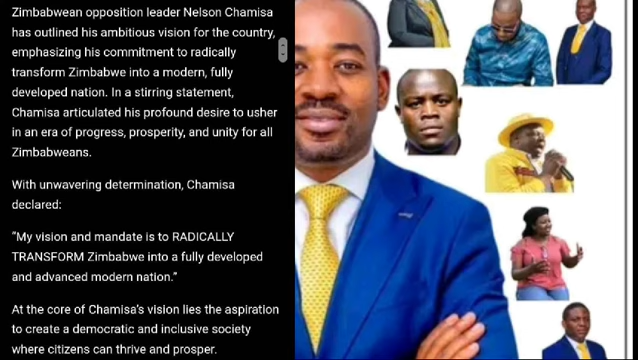 Zimbabwean opposition leader Nelson Chamisa
has outlined his ambitious vision for the country,
emphasizing his commitment to radically
transform Zimbabwe into a modern, fully
developed nation. In a stirring statement,
Chamisa articulated his profound desire to usher
in an era of progress, prosperity, and unity for all
Zimbabweans.
With unwavering determination, Chamisa
declared:
"My vision and mandate is to RADICALLY
TRANSFORM Zimbabwe into a fully developed
and advanced modern nation."
At the core of Chamisa's vision lies the aspiration
to create a democratic and inclusive society
where citizens can thrive and prosper.